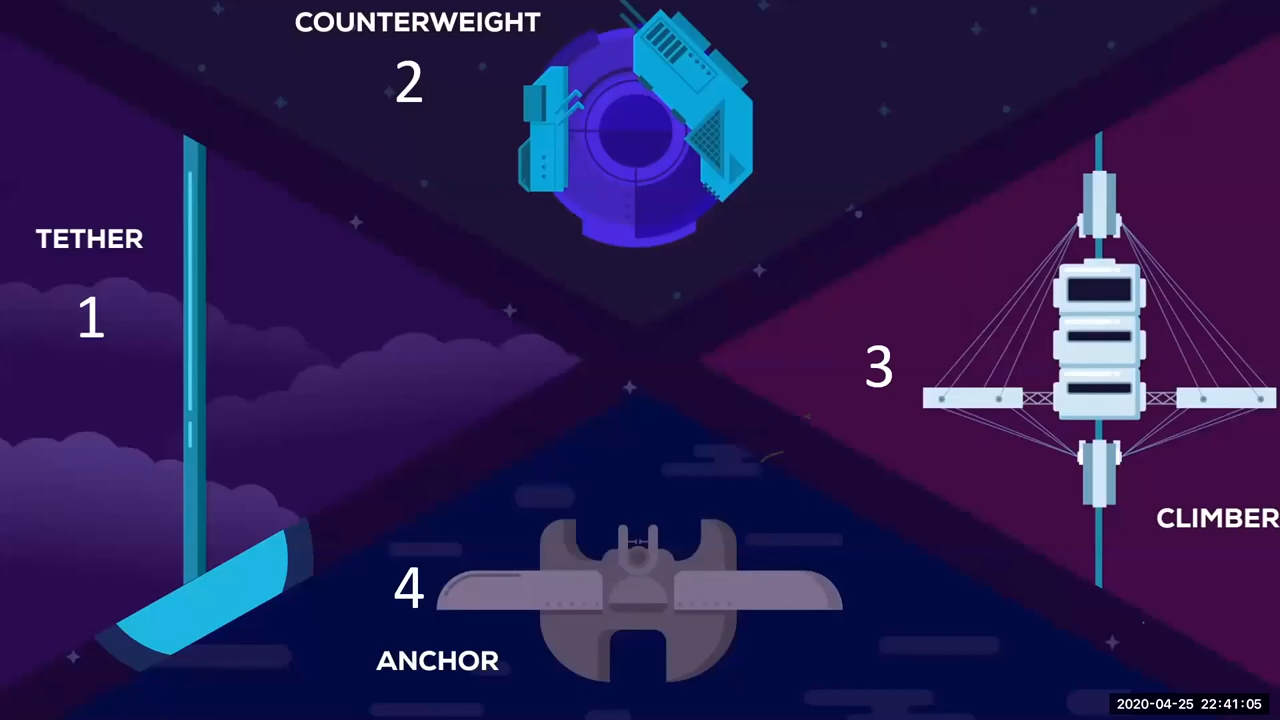 COUNTERWEIGHT
2
TETHER
1
3
CLIMBER
4
ANCHOR
2020-04-25 22:41:05